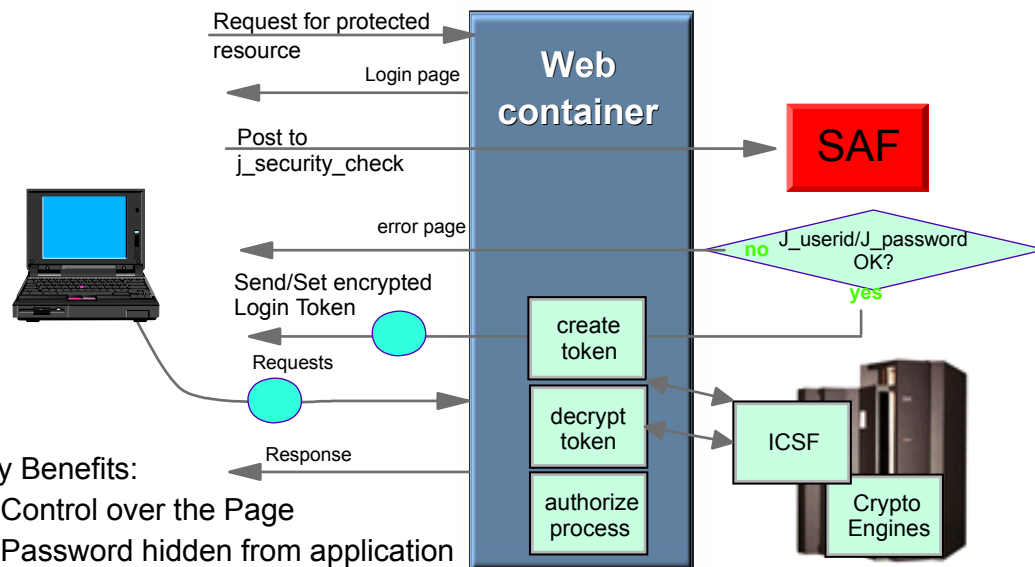 Request for protected
resource
Login page
Web
container
Post to
j_security_check
SAF
error page
no
J_userid/J_password
OK?
yes
Send/Set encrypted
Login Token
create
token
Requests
decrypt
token
ICSF
Response
authorize
process
Crypto
Engines
y Benefits:
Control over the Page
Password hidden from application